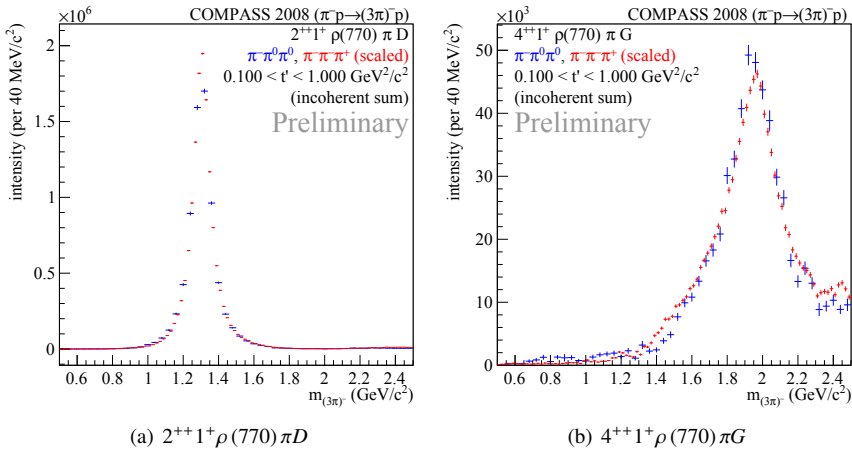 COMPASS 2008 (π⁻p→(3π)⁻p)
×10⁶
2⁺⁺1⁺ ρ(770) π D
π⁻π⁰π⁰, π⁻π⁻π⁺ (scaled)
0.100 < t' < 1.000 GeV²/c²
(incoherent sum)
Preliminary
intensity (per 40 MeV/c²)
2
1.6
1.2
0.8
0.4
0
0.6 0.8 1 1.2 1.4 1.6 1.8 2 2.2 2.4
m(3π)⁻ (GeV/c²)
(a) 2⁺⁺1⁺ρ(770)πD
COMPASS 2008 (π⁻p→(3π)⁻p)
×10³
4⁺⁺1⁺ ρ(770) π G
π⁻π⁰π⁰, π⁻π⁻π⁺ (scaled)
0.100 < t' < 1.000 GeV²/c²
(incoherent sum)
Preliminary
intensity (per 40 MeV/c²)
50
40
30
20
10
0
0.6 0.8 1 1.2 1.4 1.6 1.8 2 2.2 2.4
m(3π)⁻ (GeV/c²)
(b) 4⁺⁺1⁺ρ(770)πG